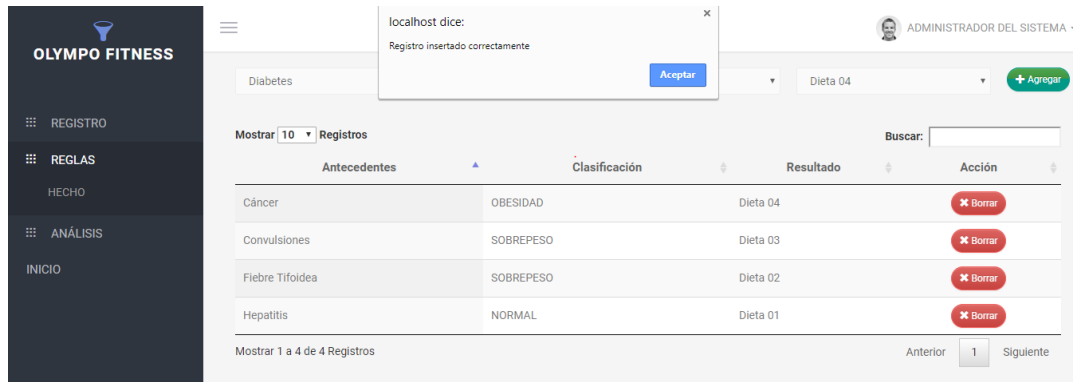 OLYMPO FITNESS
REGISTRO
REGLAS
HECHO
ANÁLISIS
INICIO
localhost dice:
Registro insertado correctamente
Aceptar
ADMINISTRADOR DEL SISTEMA
Diabetes
Dieta 04
Agregar
Mostrar 10 Registros
Buscar:
Antecedentes Clasificación Resultado Acción
Cáncer OBESIDAD Dieta 04 Borrar
Convulsiones SOBREPESO Dieta 03 Borrar
Fiebre Tifoidea SOBREPESO Dieta 02 Borrar
Hepatitis NORMAL Dieta 01 Borrar
Mostrar 1 a 4 de 4 Registros
Anterior 1 Siguiente